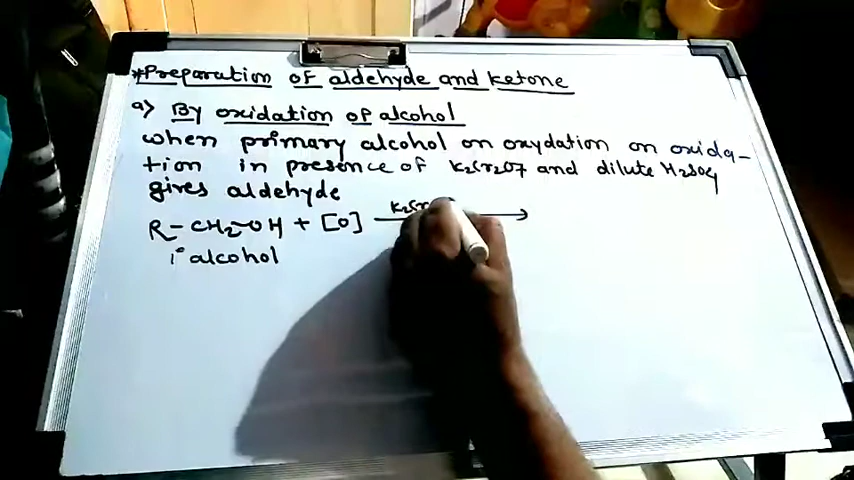 *Preparation of aldehyde and ketone
a> By oxidation of alcohol
when primary alcohol on oxydation on oxida-
tion in presence of K2Cr2O7 and dilute H2SO4
gives aldehyde
R-CH2-OH + [O]
1° alcohol